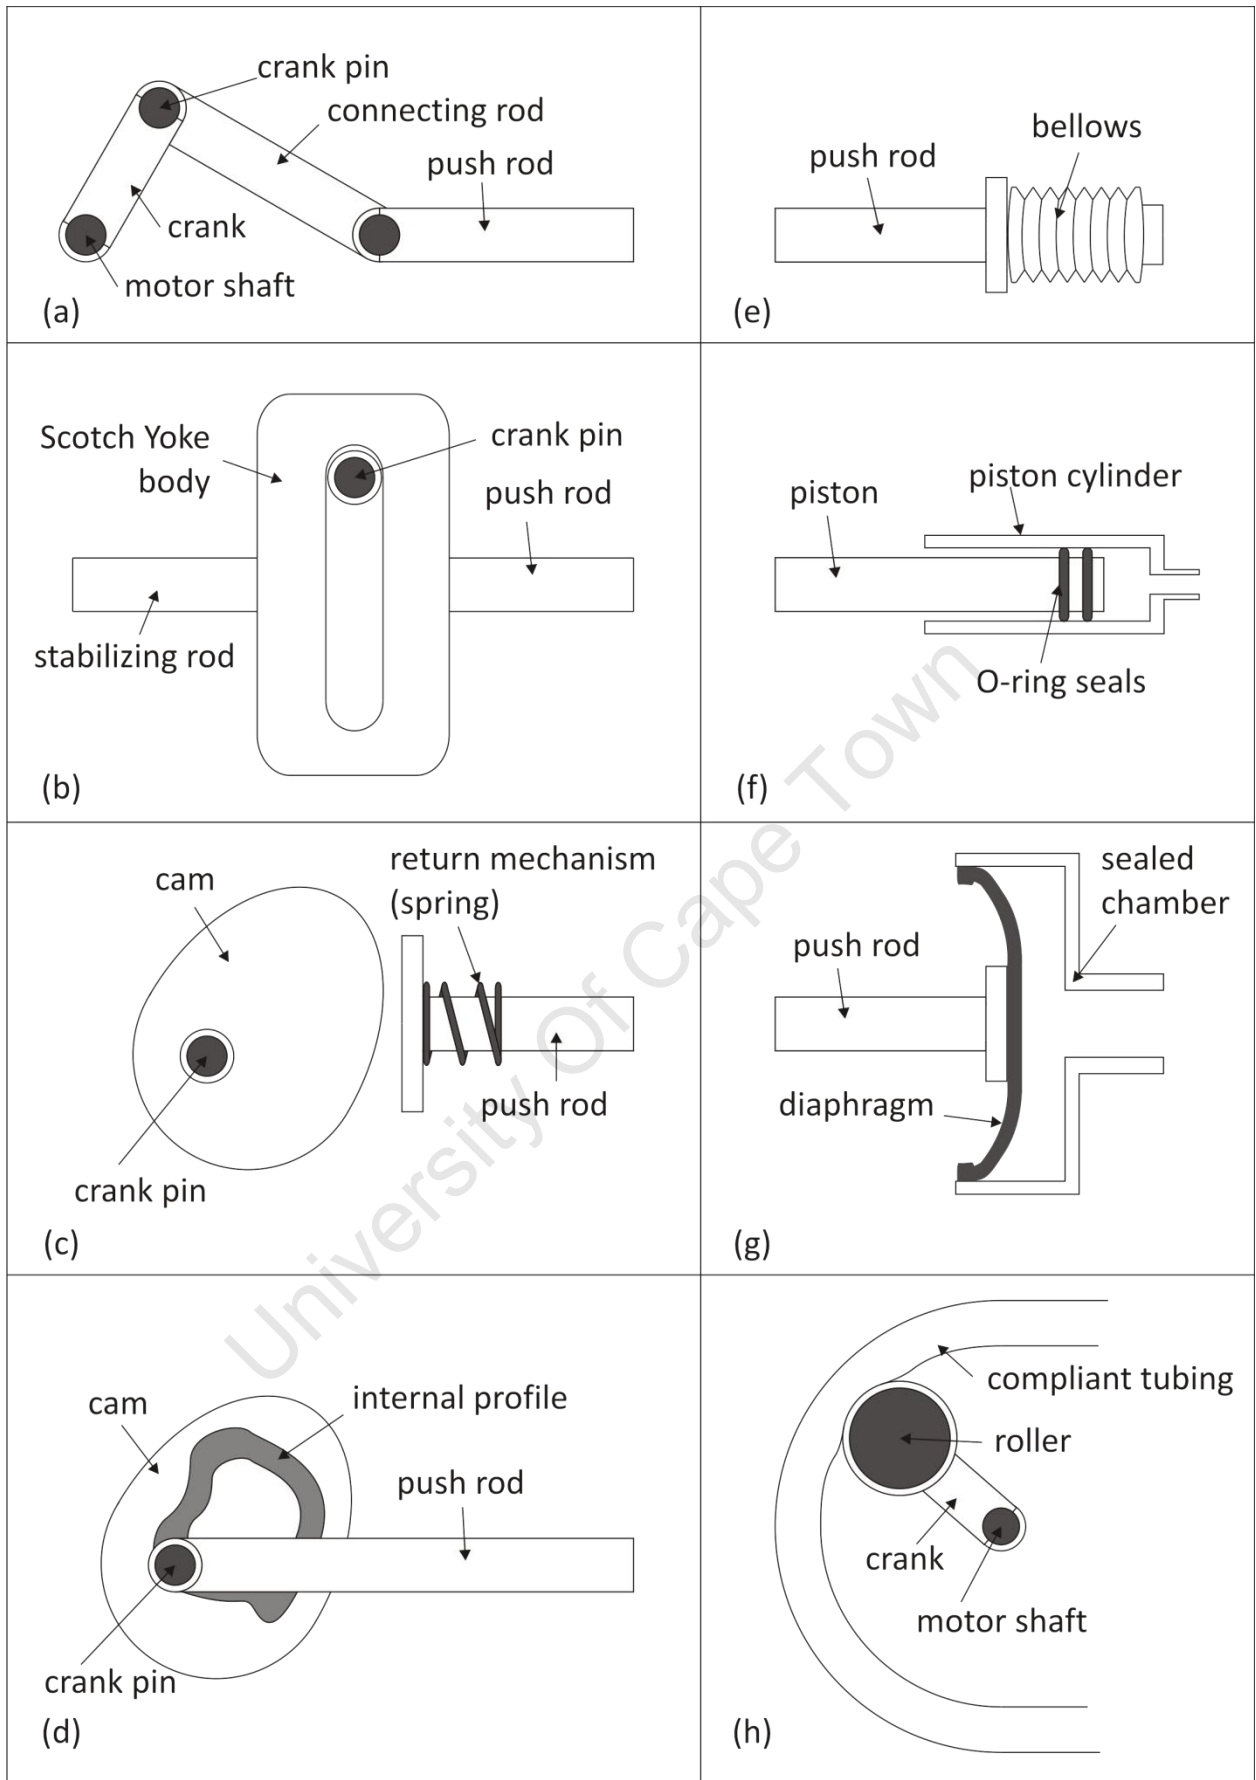 crank pin
connecting rod
push rod
crank
motor shaft
(a)
Scotch Yoke
body
crank pin
push rod
stabilizing rod
(b)
cam
return mechanism
(spring)
push rod
crank pin
(c)
cam
internal profile
push rod
crank pin
(d)
push rod
bellows
(e)
piston
piston cylinder
O-ring seals
(f)
sealed
chamber
push rod
diaphragm
(g)
compliant tubing
roller
crank
motor shaft
(h)
University Of Cape Town